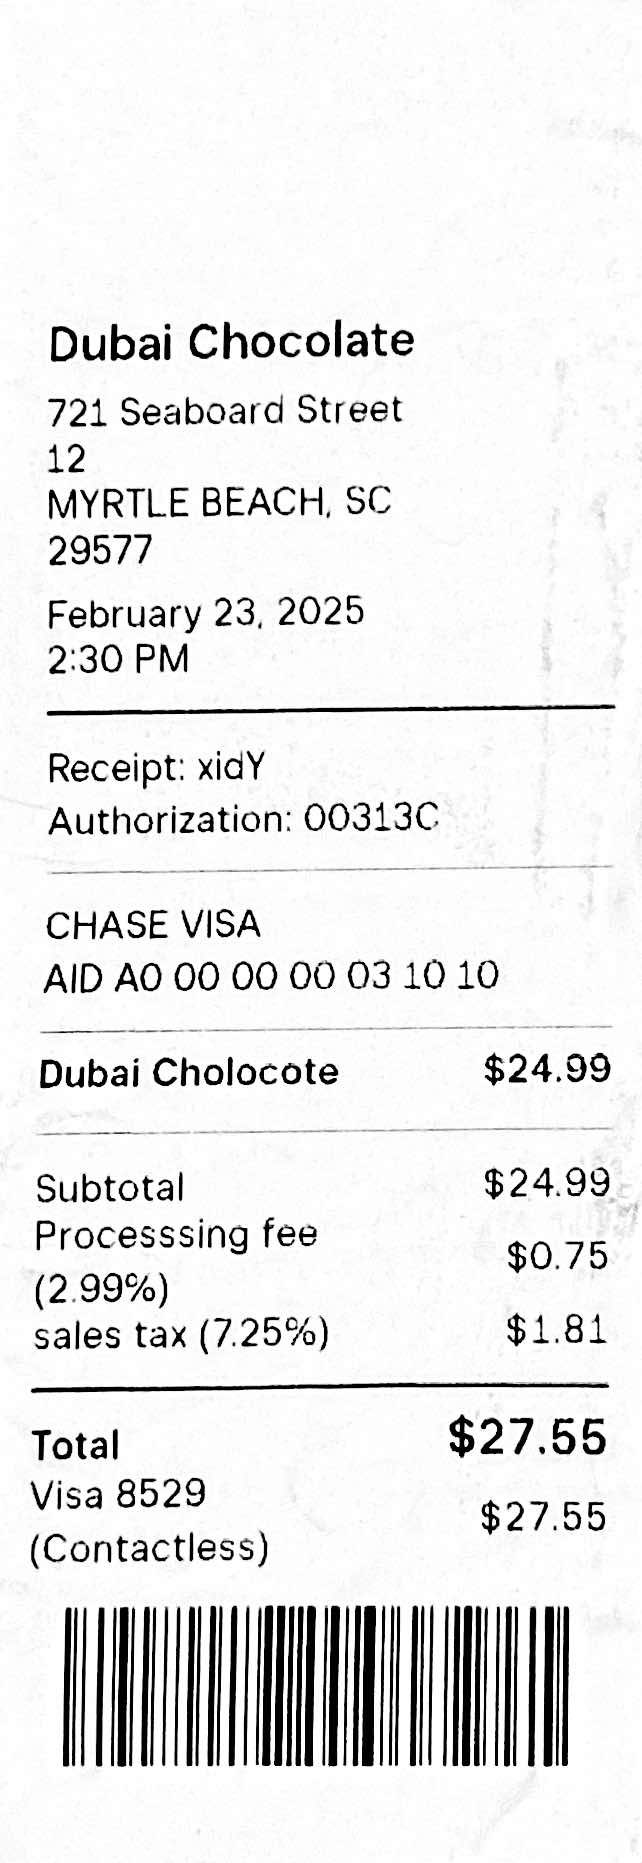 Dubai Chocolate
721 Seaboard Street
12
MYRTLE BEACH, SC
29577
February 23, 2025
2:30 PM
Receipt: xidY
Authorization: 00313C
CHASE VISA
AID A0 00 00 00 03 10 10
Dubai Cholocote $24.99
Subtotal $24.99
Processsing fee
(2.99%) $0.75
sales tax (7.25%) $1.81
Total $27.55
Visa 8529
(Contactless) $27.55